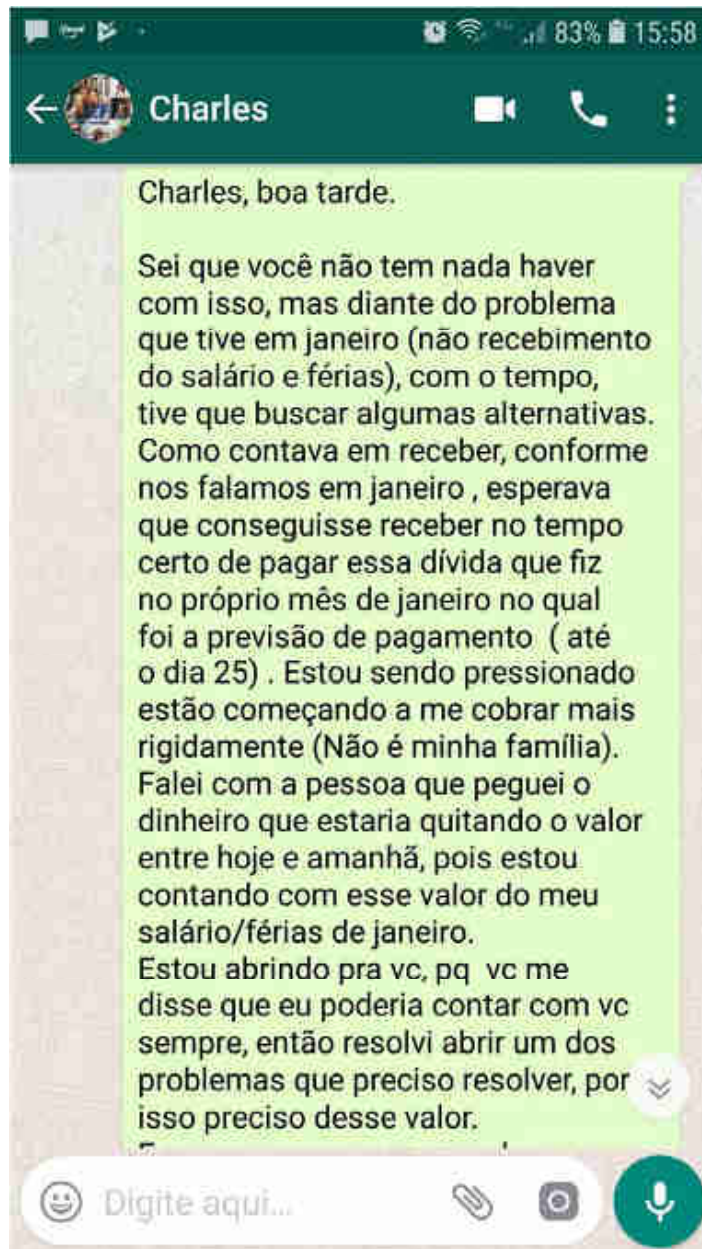 83% 15:58
Charles
Charles, boa tarde.
Sei que você não tem nada haver
com isso, mas diante do problema
que tive em janeiro (não recebimento
do salário e férias), com o tempo,
tive que buscar algumas alternativas.
Como contava em receber, conforme
nos falamos em janeiro , esperava
que conseguisse receber no tempo
certo de pagar essa dívida que fiz
no próprio mês de janeiro no qual
foi a previsão de pagamento ( até
o dia 25) . Estou sendo pressionado
estão começando a me cobrar mais
rigidamente (Não é minha família).
Falei com a pessoa que peguei o
dinheiro que estaria quitando o valor
entre hoje e amanhã, pois estou
contando com esse valor do meu
salário/férias de janeiro.
Estou abrindo pra vc, pq vc me
disse que eu poderia contar com vc
sempre, então resolvi abrir um dos
problemas que preciso resolver, por
isso preciso desse valor.
Digite aqui...